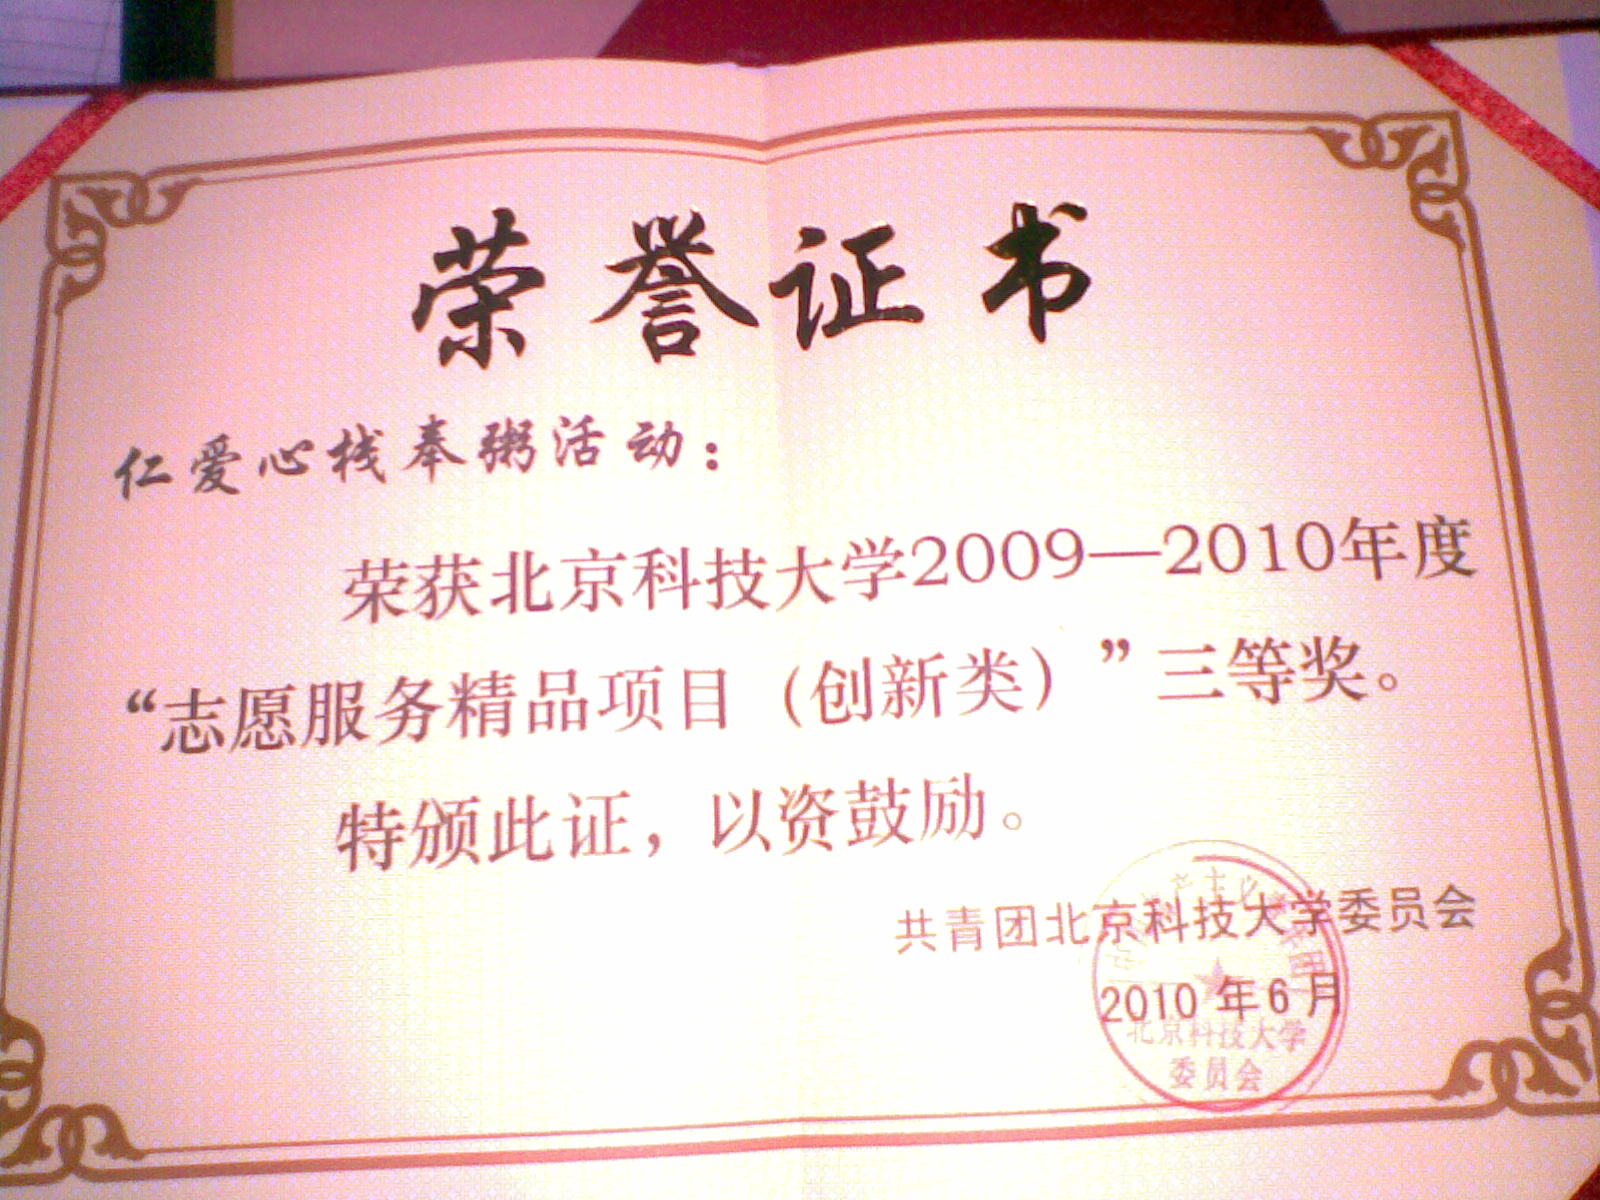 荣誉证书
仁爱心栈奉粥活动：
荣获北京科技大学2009—2010年度
“志愿服务精品项目（创新类）”三等奖。
特颁此证，以资鼓励。
共青团北京科技大学委员会
2010 年 6 月
北京科技大学
委员会